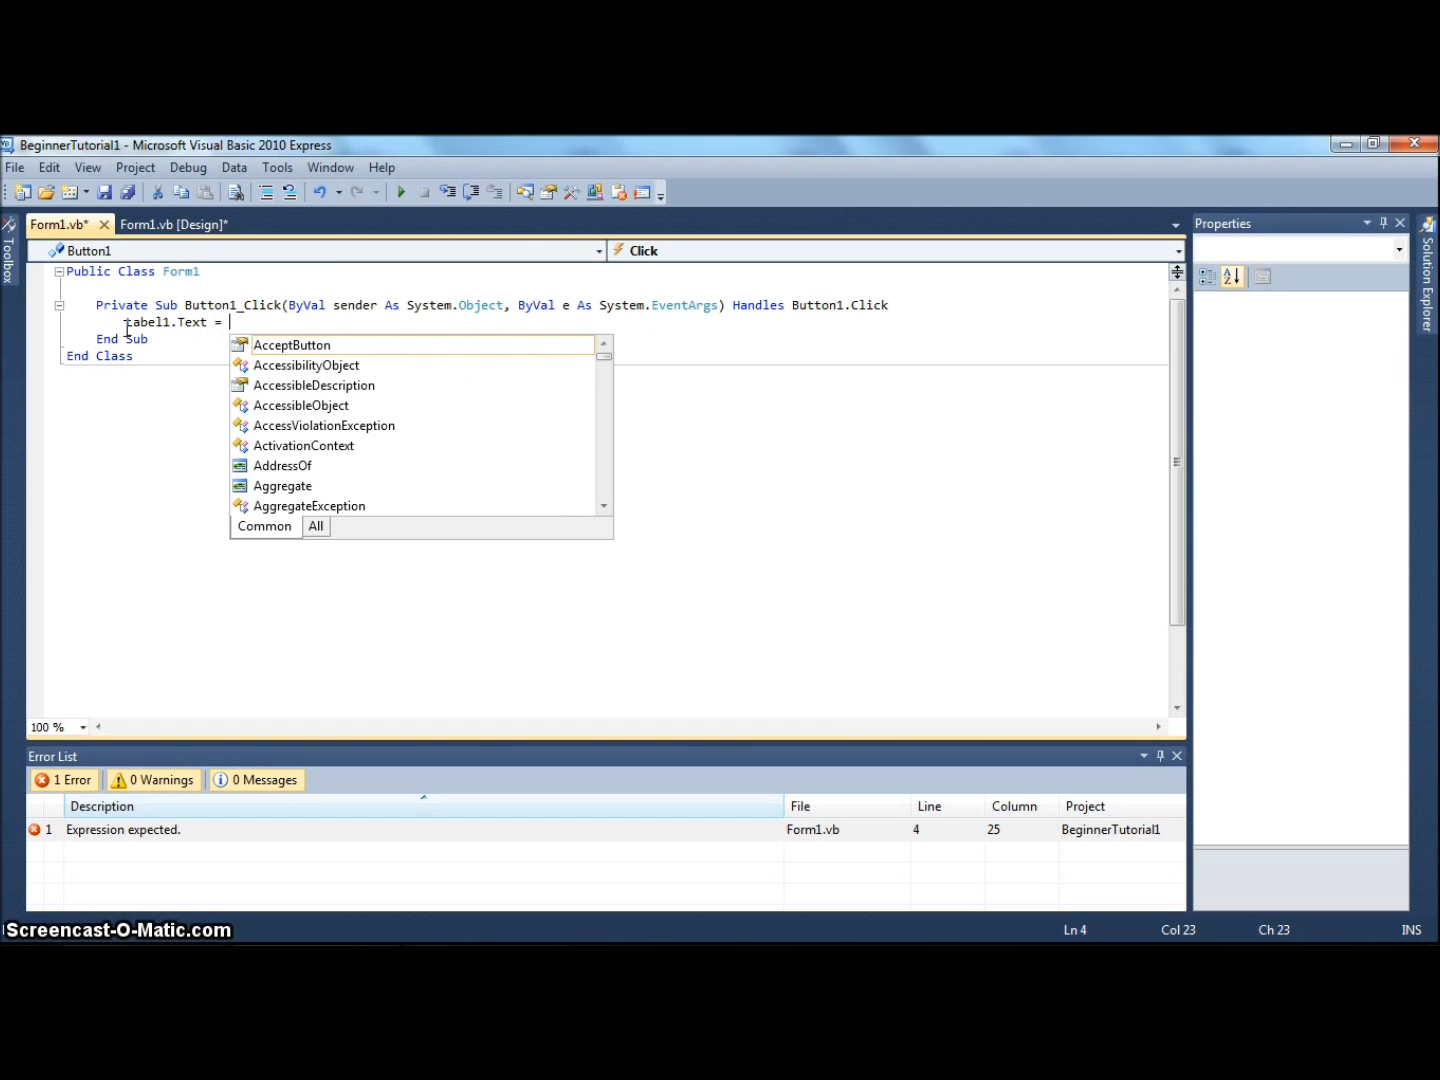 BeginnerTutorial1 - Microsoft Visual Basic 2010 Express
File Edit View Project Debug Data Tools Window Help
Form1.vb* Form1.vb [Design]*
Properties
Toolbox
Solution Explorer
Button1 Click
Public Class Form1
Private Sub Button1_Click(ByVal sender As System.Object, ByVal e As System.EventArgs) Handles Button1.Click
Label1.Text =
End Sub
End Class
AcceptButton
AccessibilityObject
AccessibleDescription
AccessibleObject
AccessViolationException
ActivationContext
AddressOf
Aggregate
AggregateException
Common All
100 %
Error List
1 Error 0 Warnings 0 Messages
Description File Line Column Project
1 Expression expected. Form1.vb 4 25 BeginnerTutorial1
Screencast-O-Matic.com
Ln 4 Col 23 Ch 23 INS